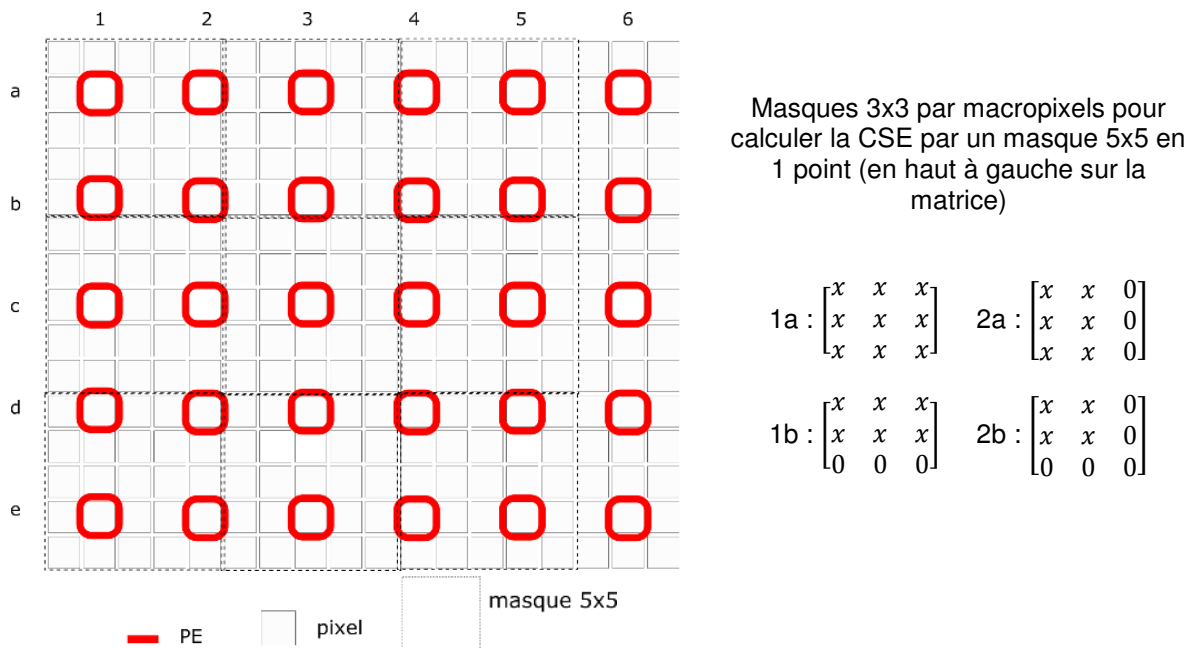 1 2 3 4 5 6
a
b
c
d
e
masque 5x5
PE
pixel
Masques 3x3 par macropixels pour
calculer la CSE par un masque 5x5 en
1 point (en haut à gauche sur la
matrice)
1a : [x x x
x x x
x x x]
2a : [x x 0
x x 0
x x 0]
1b : [x x x
x x x
0 0 0]
2b : [x x 0
x x 0
0 0 0]